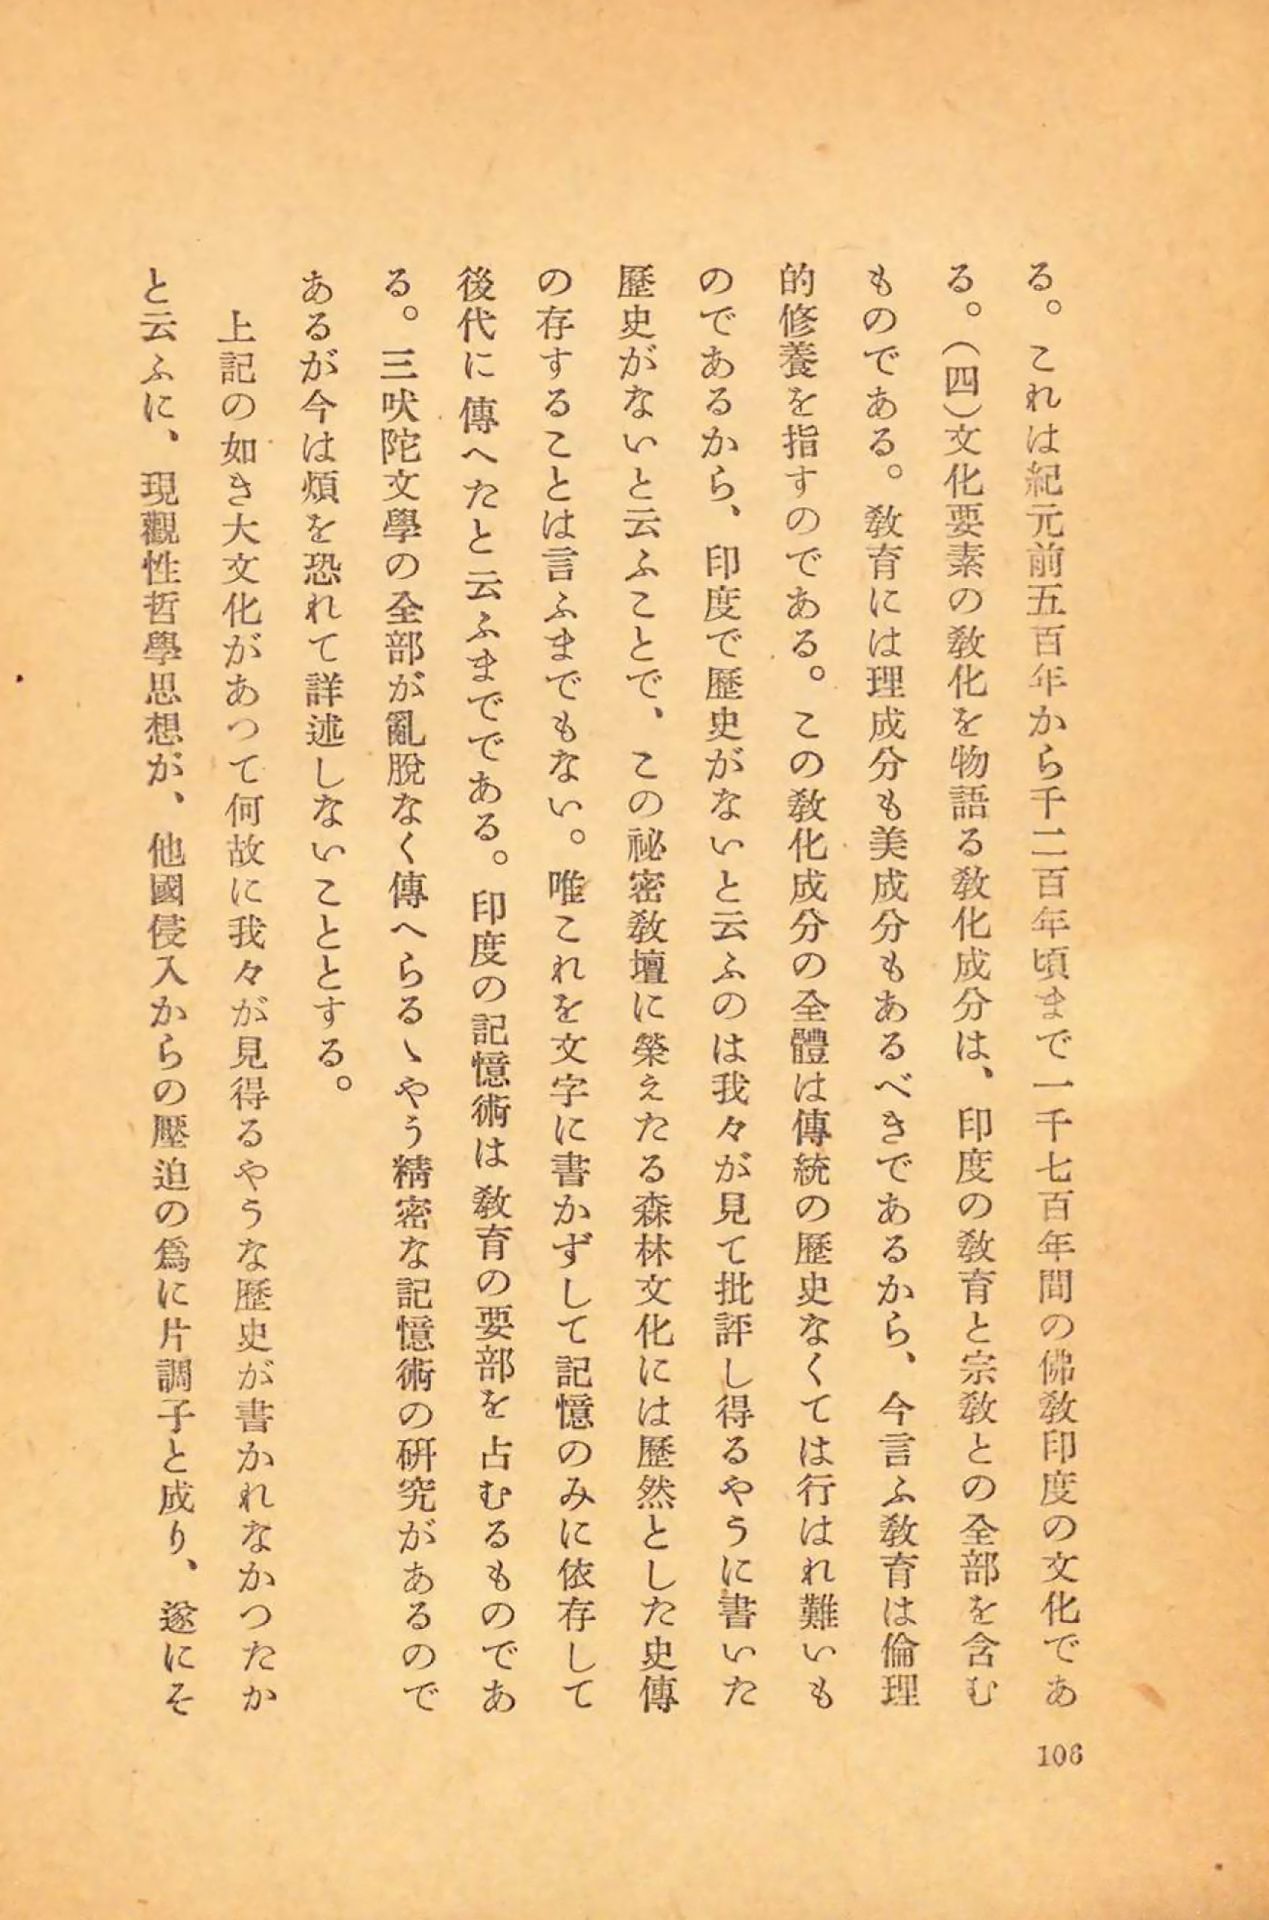 る。これは紀元前五百年から千二百年頃まで一千七百年間の佛敎印度の文化であ
る。（四）文化要素の敎化を物語る敎化成分は、印度の敎育と宗敎との全部を含む
ものである。敎育には理成分も美成分もあるべきであるから、今言ふ敎育は倫理
的修養を指すのである。この敎化成分の全體は傳統の歷史なくては行はれ難いも
のであるから、印度で歷史がないと云ふのは我々が見て批評し得るやうに書いた
歷史がないと云ふことで、この祕密敎壇に榮えたる森林文化には歷然とした史傳
の存することは言ふまでもない。唯これを文字に書かずして記憶のみに依存して
後代に傳へたと云ふまでである。印度の記憶術は敎育の要部を占むるものであ
る。三吠陀文學の全部が亂脫なく傳へらるゝやう精密な記憶術の硏究があるので
あるが今は煩を恐れて詳述しないこととする。
上記の如き大文化があつて何故に我々が見得るやうな歷史が書かれなかつたか
と云ふに、現觀性哲學思想が、他國侵入からの壓迫の爲に片調子と成り、遂にそ
106